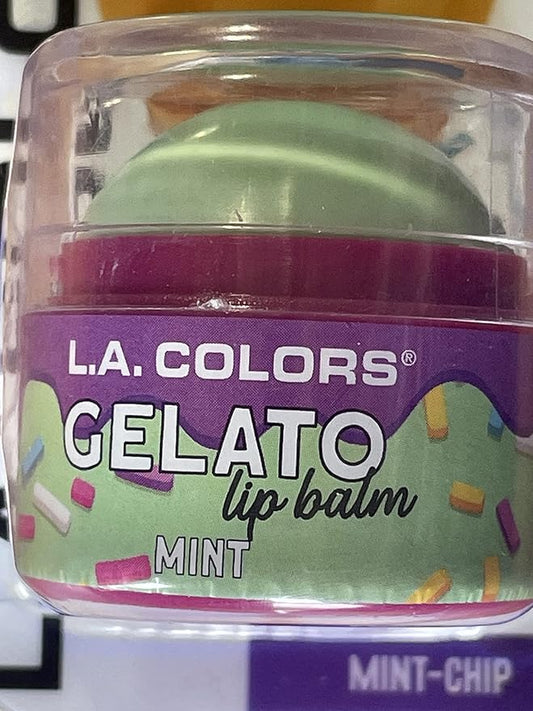 L.A. COLORS®
GELATO
lip balm
MINT
MINT-CHIP